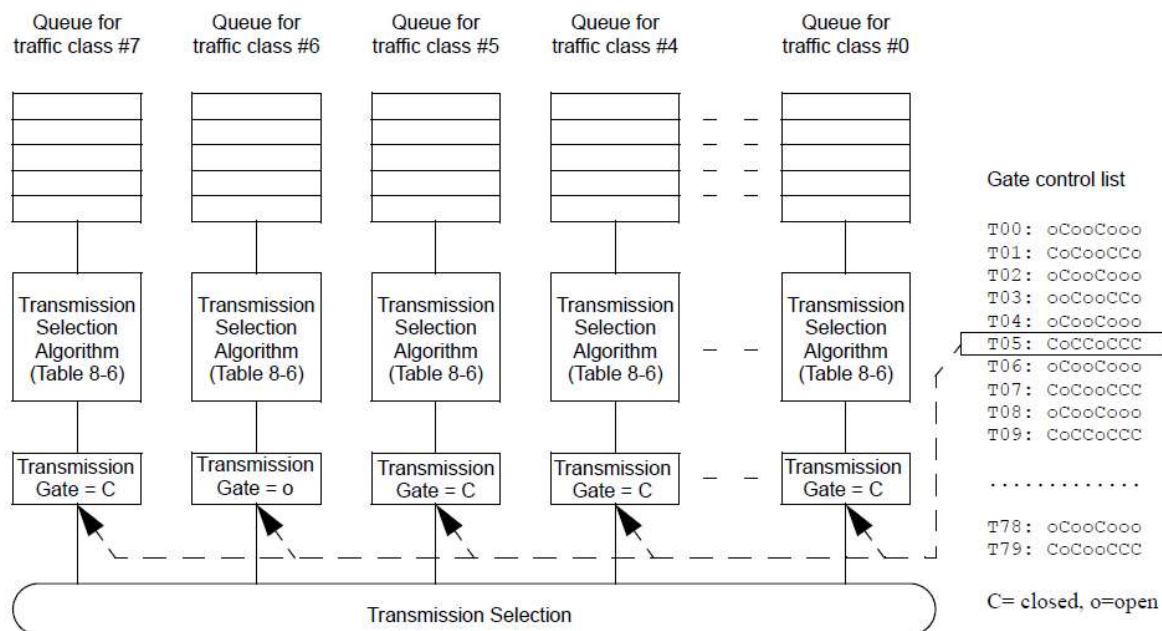 Queue for
traffic class #7
Queue for
traffic class #6
Queue for
traffic class #5
Queue for
traffic class #4
Queue for
traffic class #0
Transmission
Selection
Algorithm
(Table 8-6)
Transmission
Selection
Algorithm
(Table 8-6)
Transmission
Selection
Algorithm
(Table 8-6)
Transmission
Selection
Algorithm
(Table 8-6)
Transmission
Selection
Algorithm
(Table 8-6)
Transmission
Gate = C
Transmission
Gate = o
Transmission
Gate = C
Transmission
Gate = C
Transmission
Gate = C
Transmission Selection
Gate control list
T00: oCooCooo
T01: CoCooCCo
T02: oCooCooo
T03: ooCooCCo
T04: oCooCooo
T05: CoCCoCCC
T06: oCooCooo
T07: CoCooCCC
T08: oCooCooo
T09: CoCCoCCC
. . . . . . . . . . . . .
T78: oCooCooo
T79: CoCooCCC
C= closed, o=open